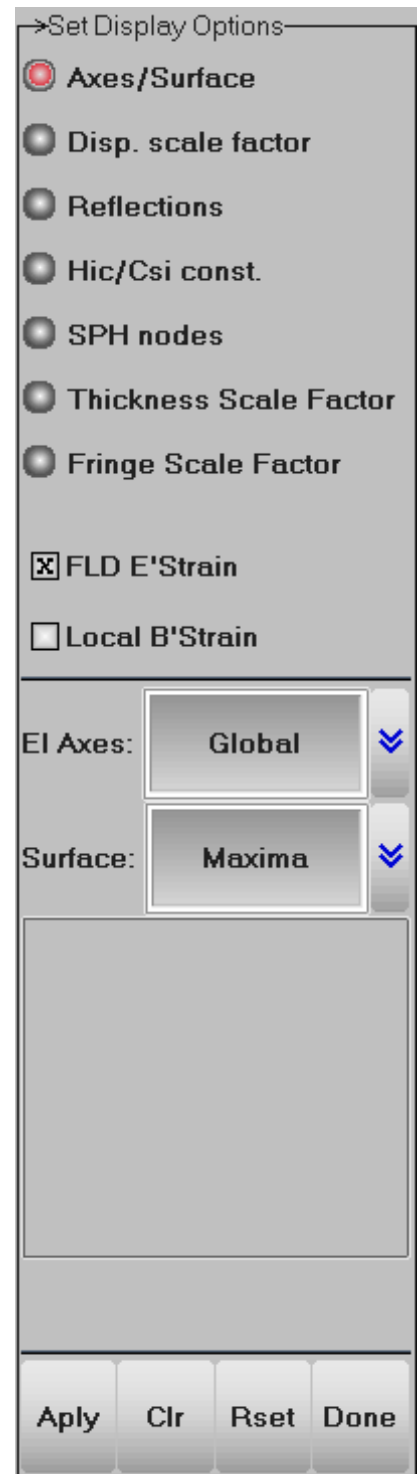 ->Set Display Options
Axes/Surface
Disp. scale factor
Reflections
Hic/Csi const.
SPH nodes
Thickness Scale Factor
Fringe Scale Factor
X FLD E'Strain
Local B'Strain
El Axes: Global
Surface: Maxima
Aply Clr Rset Done